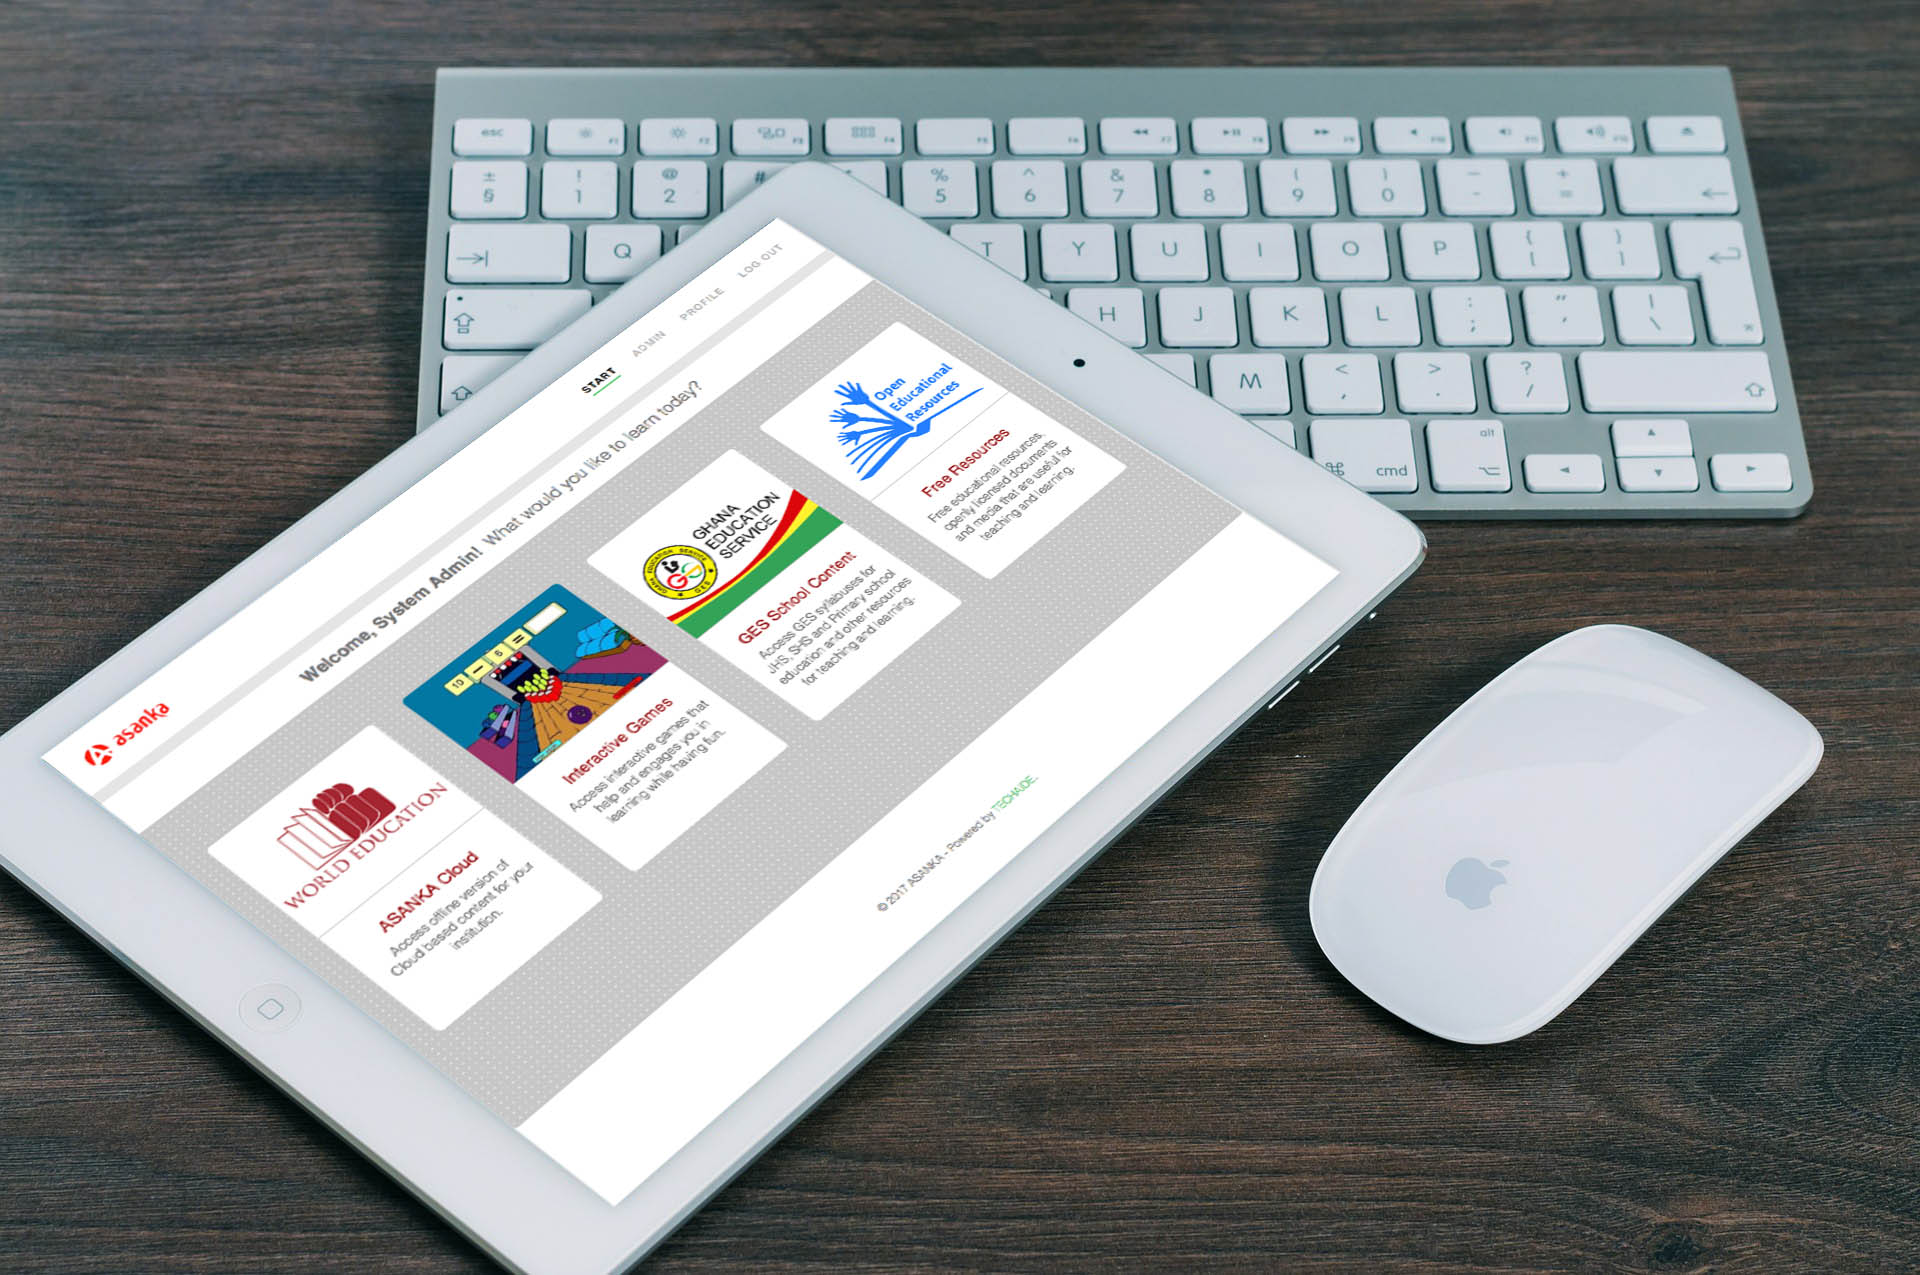 asanka
START
ADMIN
PROFILE
LOG OUT
Welcome, System Admin! What would you like to learn today?
WORLD EDUCATION
ASANKA Cloud
Access offline version of
Cloud based content for your
institution.
10 - 5 =
Interactive Games
Access interactive games that
help and engages you in
learning while having fun.
GHANA EDUCATION SERVICE
GES
GHANA
EDUCATION
SERVICE
GES School Content
Access GES syllabuses for
JHS, SHS and Primary school
education and other resources
for teaching and learning.
Open
Educational
Resources
Free Resources
Free educational resources,
openly licensed documents
and media that are useful for
teaching and learning.
© 2017 ASANKA - Powered by TECHAIDE.
esc F1 F2 F3 F4 F5 F6 F7 F8 F9 F10 F11 F12
± § ! 1 @ 2 # % 5 ^ 6 & 7 * 8 ( 9 ) 0 - + =
Q T Y U I O P { [ } ]
H J K L : ; " ' | \
M < , > . ? /
cmd alt